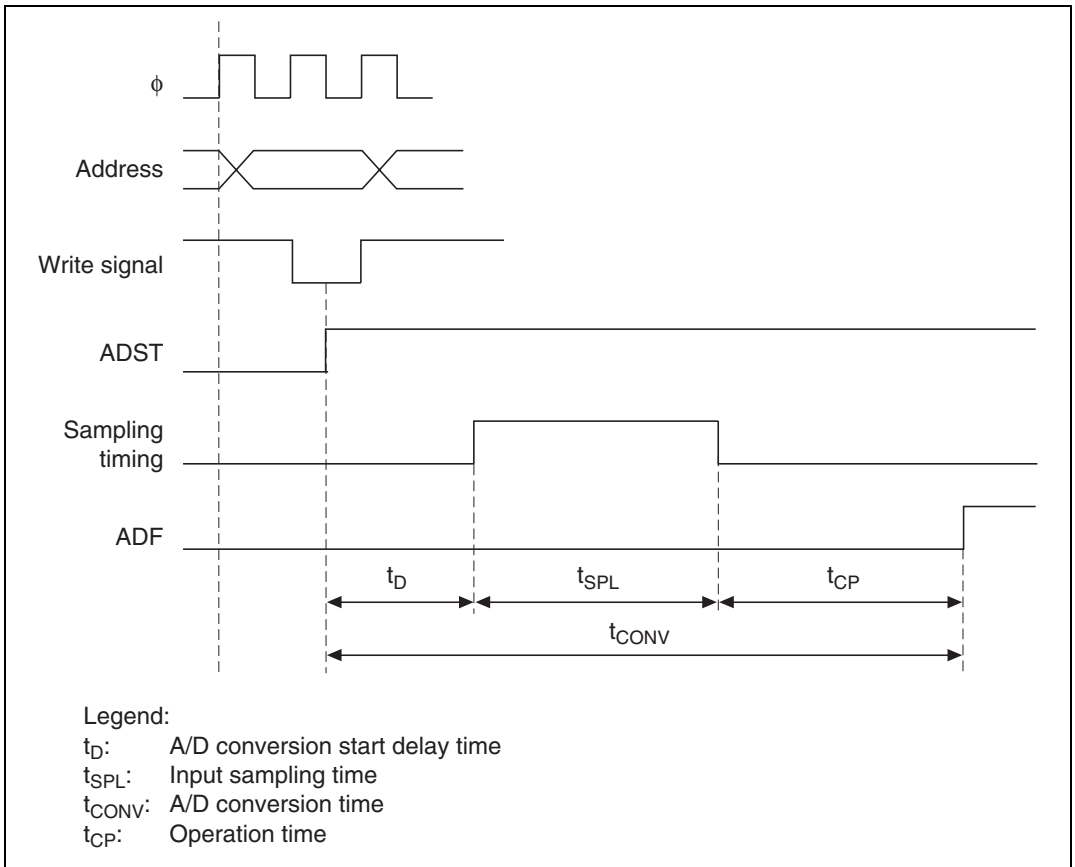 ϕ
Address
Write signal
ADST
Sampling
timing
ADF
tD
tSPL
tCP
tCONV
Legend:
tD: A/D conversion start delay time
tSPL: Input sampling time
tCONV: A/D conversion time
tCP: Operation time